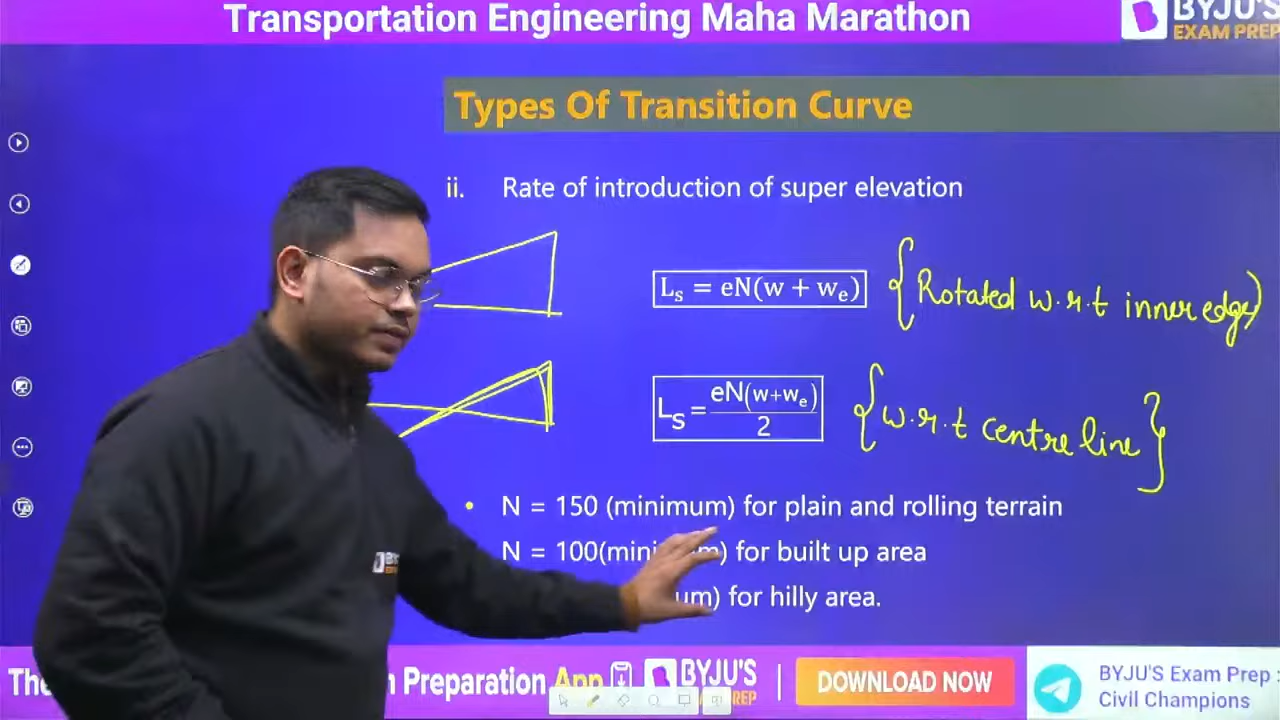 Transportation Engineering Maha Marathon
BYJU'S
EXAM PREP
Types Of Transition Curve
ii. Rate of introduction of super elevation
Ls = eN(w + we) {Rotated w.r.t inner edge}
Ls = eN(w+we)/2 {w.r.t centre line}
• N = 150 (minimum) for plain and rolling terrain
N = 100(minimum) for built up area
for hilly area.
The
Preparation App
BYJU'S
DOWNLOAD NOW
BYJU'S Exam Prep :
Civil Champions